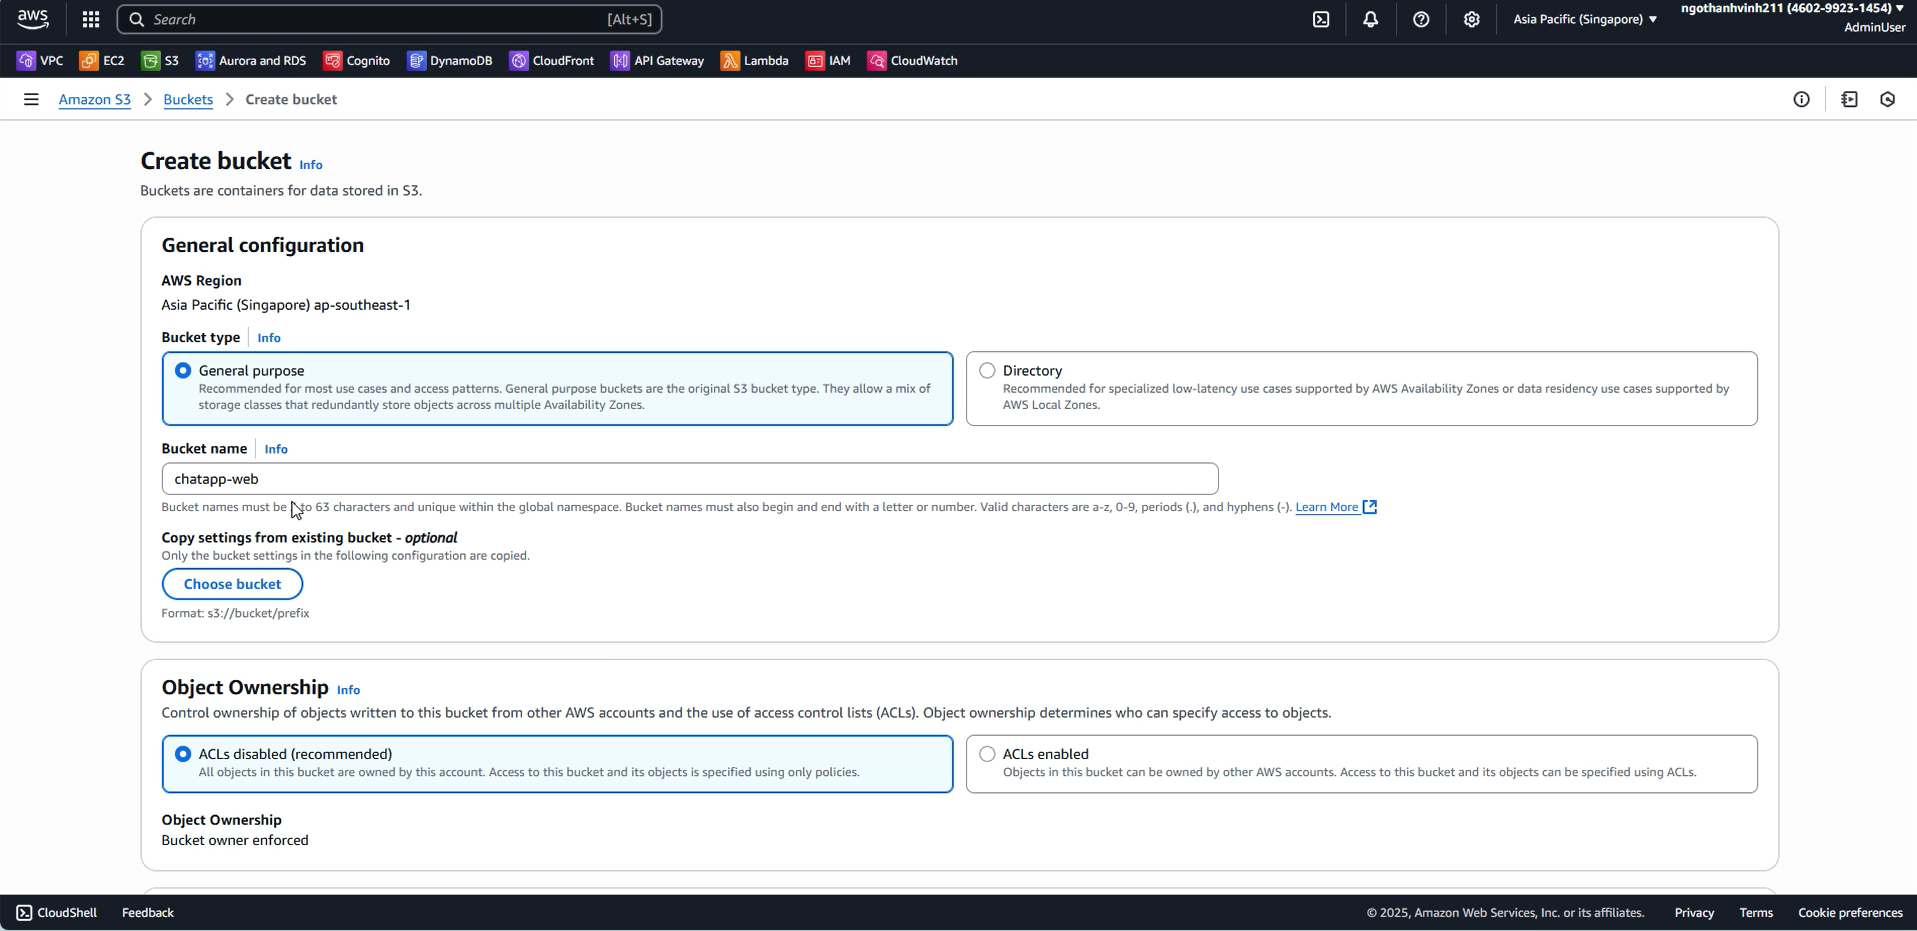 aws
Search [Alt+S]
Asia Pacific (Singapore)
ngothanhvinh211 (4602-9923-1454)
AdminUser
VPC EC2 S3 Aurora and RDS Cognito DynamoDB CloudFront API Gateway Lambda IAM CloudWatch
Amazon S3 > Buckets > Create bucket
Create bucket Info
Buckets are containers for data stored in S3.
General configuration
AWS Region
Asia Pacific (Singapore) ap-southeast-1
Bucket type Info
General purpose
Recommended for most use cases and access patterns. General purpose buckets are the original S3 bucket type. They allow a mix of
storage classes that redundantly store objects across multiple Availability Zones.
Directory
Recommended for specialized low-latency use cases supported by AWS Availability Zones or data residency use cases supported by
AWS Local Zones.
Bucket name Info
chatapp-web
Bucket names must be to 63 characters and unique within the global namespace. Bucket names must also begin and end with a letter or number. Valid characters are a-z, 0-9, periods (.), and hyphens (-). Learn More
Copy settings from existing bucket - optional
Only the bucket settings in the following configuration are copied.
Choose bucket
Format: s3://bucket/prefix
Object Ownership Info
Control ownership of objects written to this bucket from other AWS accounts and the use of access control lists (ACLs). Object ownership determines who can specify access to objects.
ACLs disabled (recommended)
All objects in this bucket are owned by this account. Access to this bucket and its objects is specified using only policies.
ACLs enabled
Objects in this bucket can be owned by other AWS accounts. Access to this bucket and its objects can be specified using ACLs.
Object Ownership
Bucket owner enforced
CloudShell Feedback
© 2025, Amazon Web Services, Inc. or its affiliates. Privacy Terms Cookie preferences